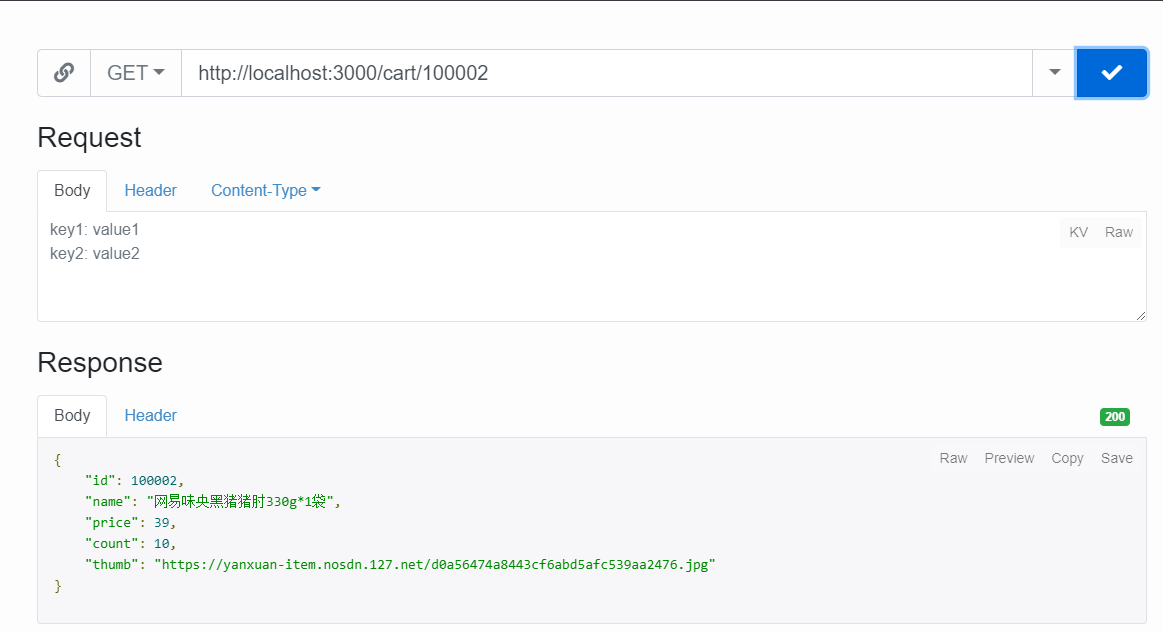 GET http://localhost:3000/cart/100002
Request
Body Header Content-Type
key1: value1
key2: value2
KV Raw
Response
Body Header 200
Raw Preview Copy Save
{
"id": 100002,
"name": "网易味央黑猪猪肘330g*1袋",
"price": 39,
"count": 10,
"thumb": "https://yanxuan-item.nosdn.127.net/d0a56474a8443cf6abd5afc539aa2476.jpg"
}